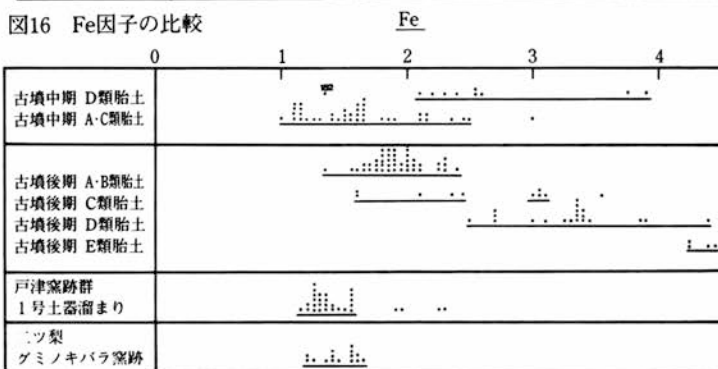 図16 Fe因子の比較
Fe
0 1 2 3 4
古墳中期 D類胎土
古墳中期 A·C類胎土
古墳後期 A·B類胎土
古墳後期 C類胎土
古墳後期 D類胎土
古墳後期 E類胎土
戸津窯跡群
1号土器溜まり
二ツ梨
グミノキバラ窯跡